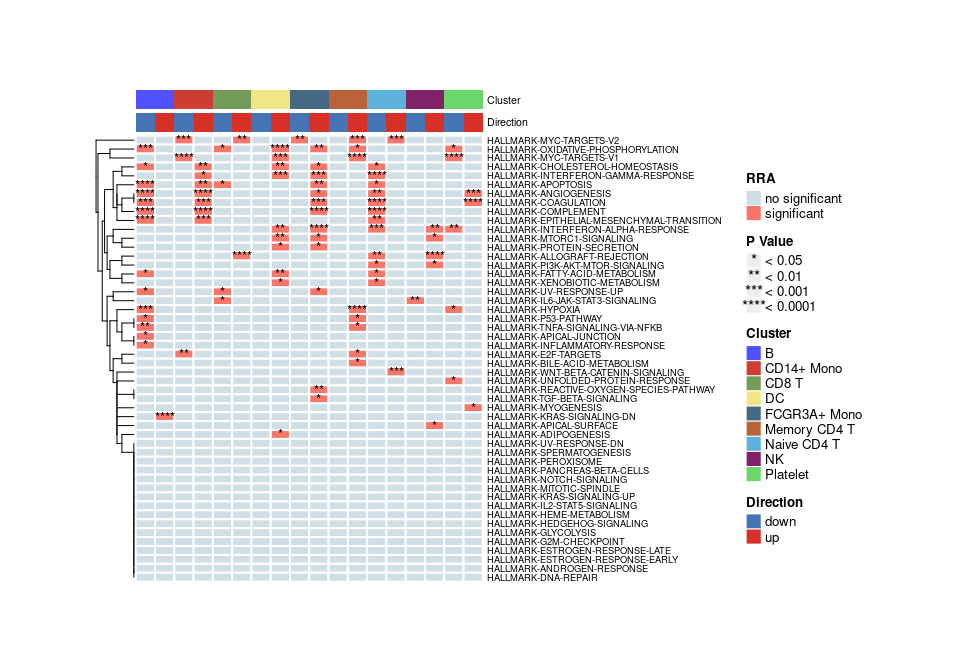 Cluster
Direction
*** ** ** *** *** HALLMARK-MYC-TARGETS-V2
*** * **** ** * * HALLMARK-OXIDATIVE-PHOSPHORYLATION
**** *** **** **** HALLMARK-MYC-TARGETS-V1
* ** ** * * HALLMARK-CHOLESTEROL-HOMEOSTASIS
* *** *** **** HALLMARK-INTERFERON-GAMMA-RESPONSE
**** ** * ** * HALLMARK-APOPTOSIS
**** **** ** ** *** HALLMARK-ANGIOGENESIS
*** *** *** **** **** HALLMARK-COAGULATION
**** **** **** **** HALLMARK-COMPLEMENT
**** *** ** HALLMARK-EPITHELIAL-MESENCHYMAL-TRANSITION
** **** *** ** ** HALLMARK-INTERFERON-ALPHA-RESPONSE
** * * HALLMARK-MTORC1-SIGNALING
* * HALLMARK-PROTEIN-SECRETION
**** ** **** HALLMARK-ALLOGRAFT-REJECTION
* * HALLMARK-PI3K-AKT-MTOR-SIGNALING
* ** * HALLMARK-FATTY-ACID-METABOLISM
* * HALLMARK-XENOBIOTIC-METABOLISM
* * * HALLMARK-UV-RESPONSE-UP
* ** HALLMARK-IL6-JAK-STAT3-SIGNALING
*** **** * HALLMARK-HYPOXIA
* * HALLMARK-P53-PATHWAY
** * HALLMARK-TNFA-SIGNALING-VIA-NFKB
* HALLMARK-APICAL-JUNCTION
* HALLMARK-INFLAMMATORY-RESPONSE
** * HALLMARK-E2F-TARGETS
* HALLMARK-BILE-ACID-METABOLISM
*** HALLMARK-WNT-BETA-CATENIN-SIGNALING
* HALLMARK-UNFOLDED-PROTEIN-RESPONSE
** HALLMARK-REACTIVE-OXYGEN-SPECIES-PATHWAY
* HALLMARK-TGF-BETA-SIGNALING
* HALLMARK-MYOGENESIS
**** HALLMARK-KRAS-SIGNALING-DN
* HALLMARK-APICAL-SURFACE
* HALLMARK-ADIPOGENESIS
HALLMARK-UV-RESPONSE-DN
HALLMARK-SPERMATOGENESIS
HALLMARK-PEROXISOME
HALLMARK-PANCREAS-BETA-CELLS
HALLMARK-NOTCH-SIGNALING
HALLMARK-MITOTIC-SPINDLE
HALLMARK-KRAS-SIGNALING-UP
HALLMARK-IL2-STAT5-SIGNALING
HALLMARK-HEME-METABOLISM
HALLMARK-HEDGEHOG-SIGNALING
HALLMARK-GLYCOLYSIS
HALLMARK-G2M-CHECKPOINT
HALLMARK-ESTROGEN-RESPONSE-LATE
HALLMARK-ESTROGEN-RESPONSE-EARLY
HALLMARK-ANDROGEN-RESPONSE
HALLMARK-DNA-REPAIR
RRA
no significant
significant
P Value
* < 0.05
** < 0.01
*** < 0.001
**** < 0.0001
Cluster
B
CD14+ Mono
CD8 T
DC
FCGR3A+ Mono
Memory CD4 T
Naive CD4 T
NK
Platelet
Direction
down
up